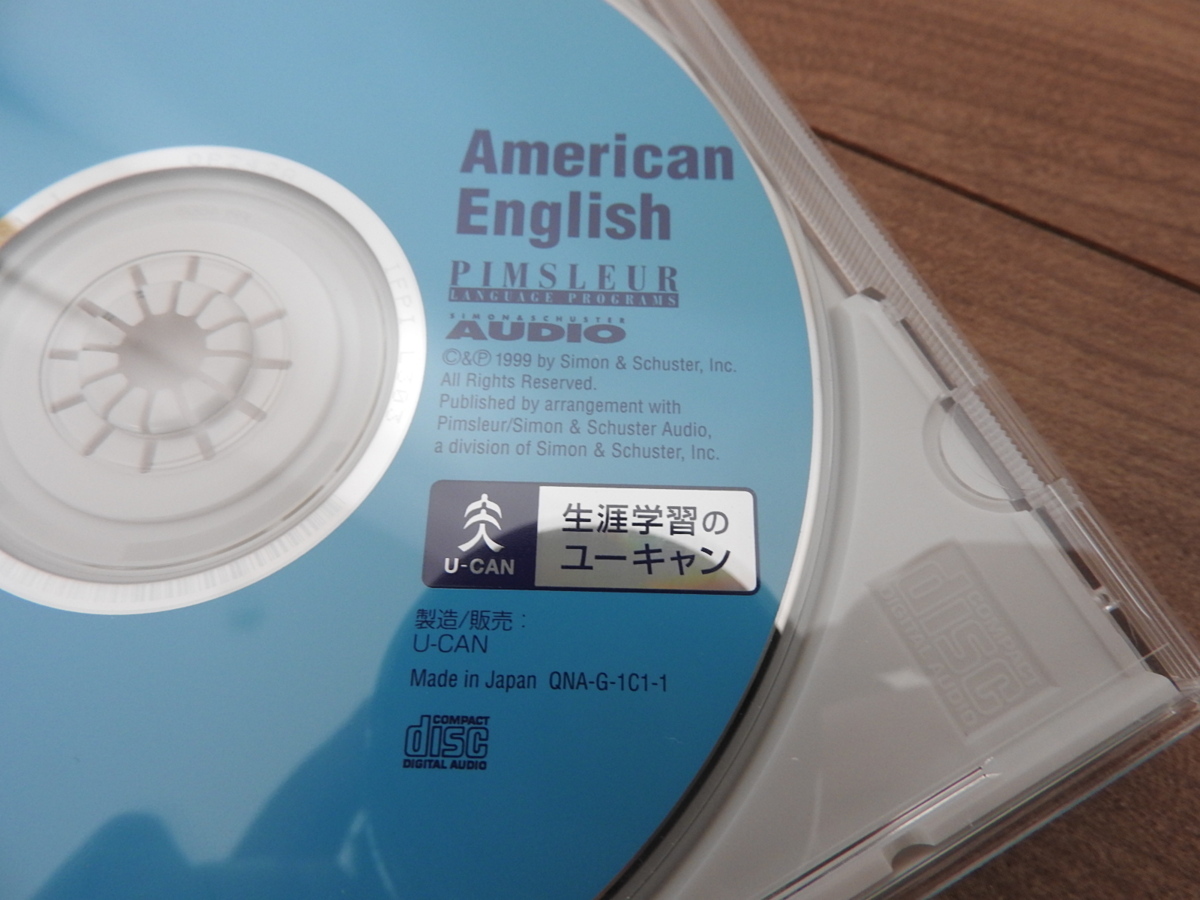 American
English
PIMSLEUR
LANGUAGE PROGRAMS
SIMON & SCHUSTER
AUDIO
©&℗ 1999 by Simon & Schuster, Inc.
All Rights Reserved.
Published by arrangement with
Pimsleur/Simon & Schuster Audio,
a division of Simon & Schuster, Inc.
U-CAN
生涯学習の
ユーキャン
製造/販売：
U-CAN
Made in Japan QNA-G-1C1-1
COMPACT
disc
DIGITAL AUDIO
COMPACT
disc
DIGITAL AUDIO